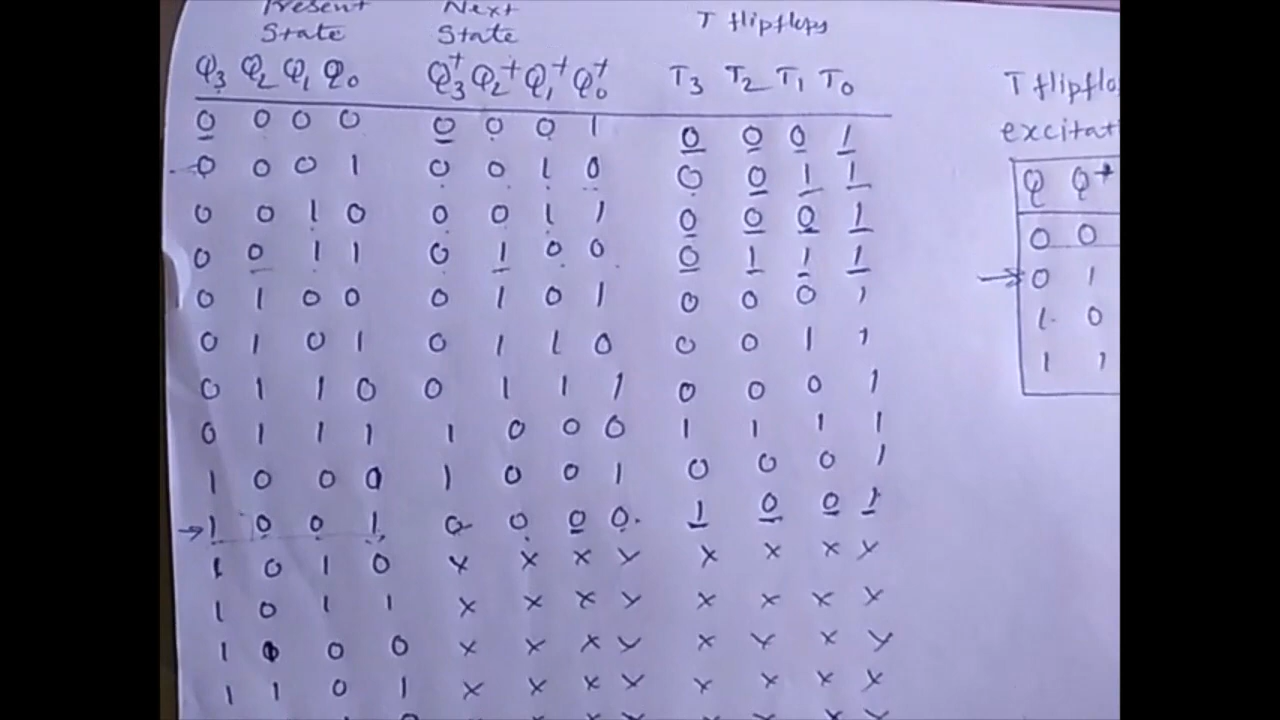 Present Next T flipflops
State State
Q3 Q2 Q1 Q0 Q3+ Q2+ Q1+ Q0+ T3 T2 T1 T0 T flipflo
0 0 0 0 0 0 0 1 0 0 0 1 excitati
0 0 0 1 0 0 1 0 0 0 1 1 Q Q+
0 0 1 0 0 0 1 1 0 0 0 1 0 0
0 0 1 1 0 1 0 0 0 1 1 1 → 0 1
0 1 0 0 0 1 0 1 0 0 0 1 1 0
0 1 0 1 0 1 1 0 0 0 1 1 1 1
0 1 1 0 0 1 1 1 0 0 0 1
0 1 1 1 1 0 0 0 1 1 1 1
1 0 0 0 1 0 0 1 0 0 0 1
→ 1 0 0 1 0 0 0 0 1 0 0 1
1 0 1 0 x x x x x x x x
1 0 1 1 x x x x x x x x
1 0 0 x x x x x x x x
1 1 0 1 x x x x x x x x